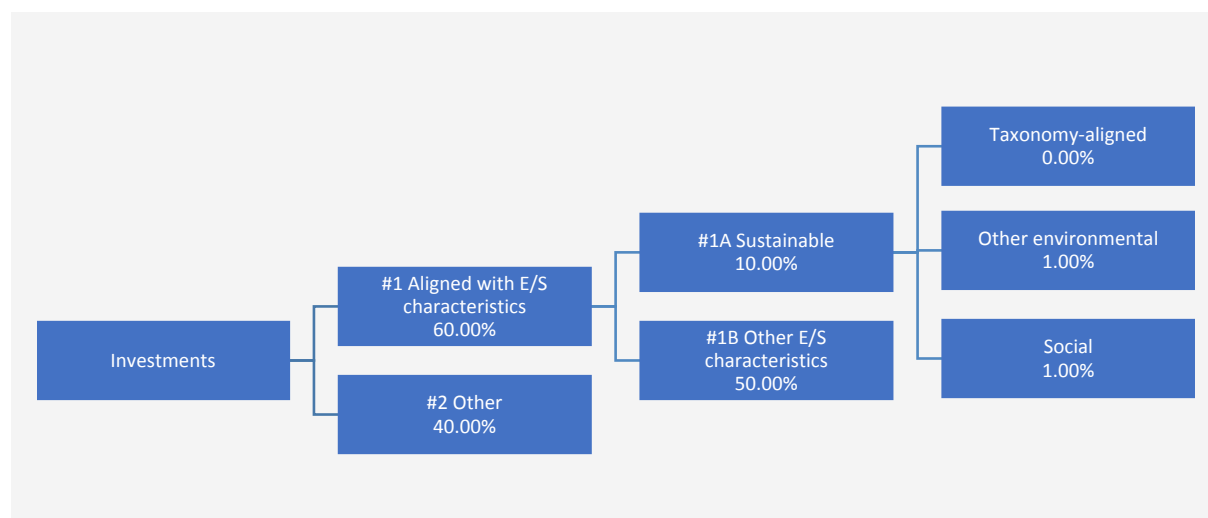 Investments
#1 Aligned with E/S
characteristics
60.00%
#2 Other
40.00%
#1A Sustainable
10.00%
#1B Other E/S
characteristics
50.00%
Taxonomy-aligned
0.00%
Other environmental
1.00%
Social
1.00%